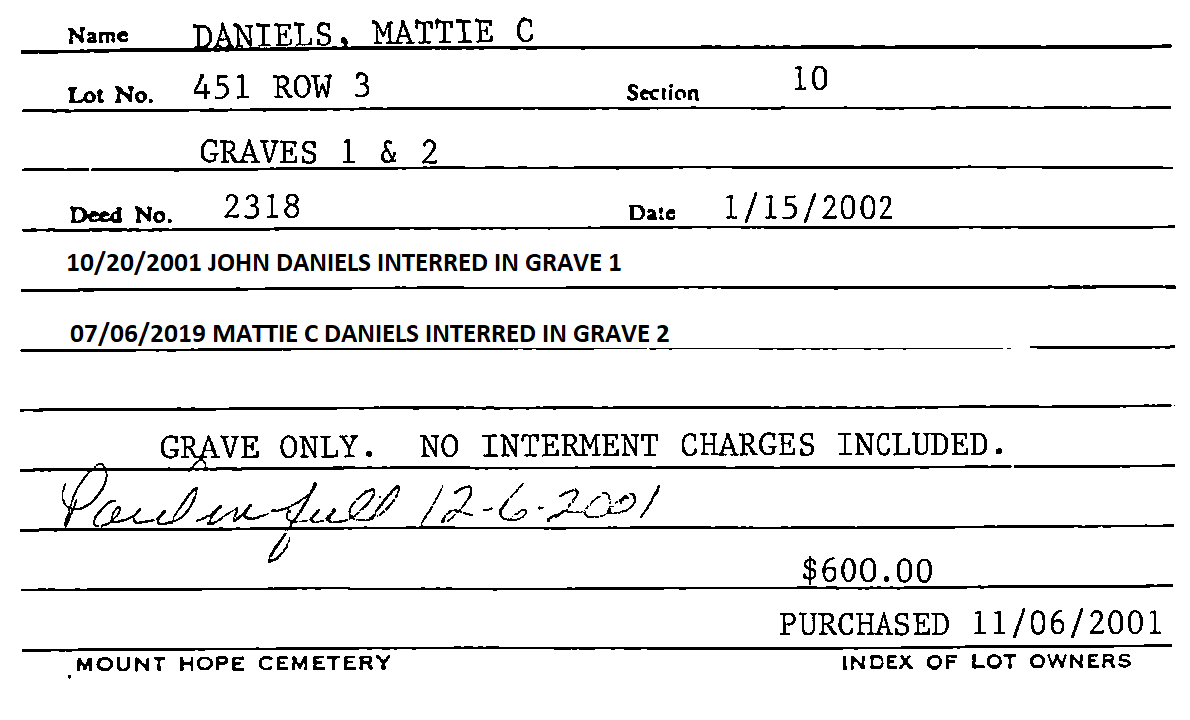 Name DANIELS, MATTIE C
Lot No. 451 ROW 3 Section 10
GRAVES 1 & 2
Deed No. 2318 Date 1/15/2002
10/20/2001 JOHN DANIELS INTERRED IN GRAVE 1
07/06/2019 MATTIE C DANIELS INTERRED IN GRAVE 2
GRAVE ONLY. NO INTERMENT CHARGES INCLUDED.
Paid in full 12-6-2001
$600.00
PURCHASED 11/06/2001
MOUNT HOPE CEMETERY INDEX OF LOT OWNERS